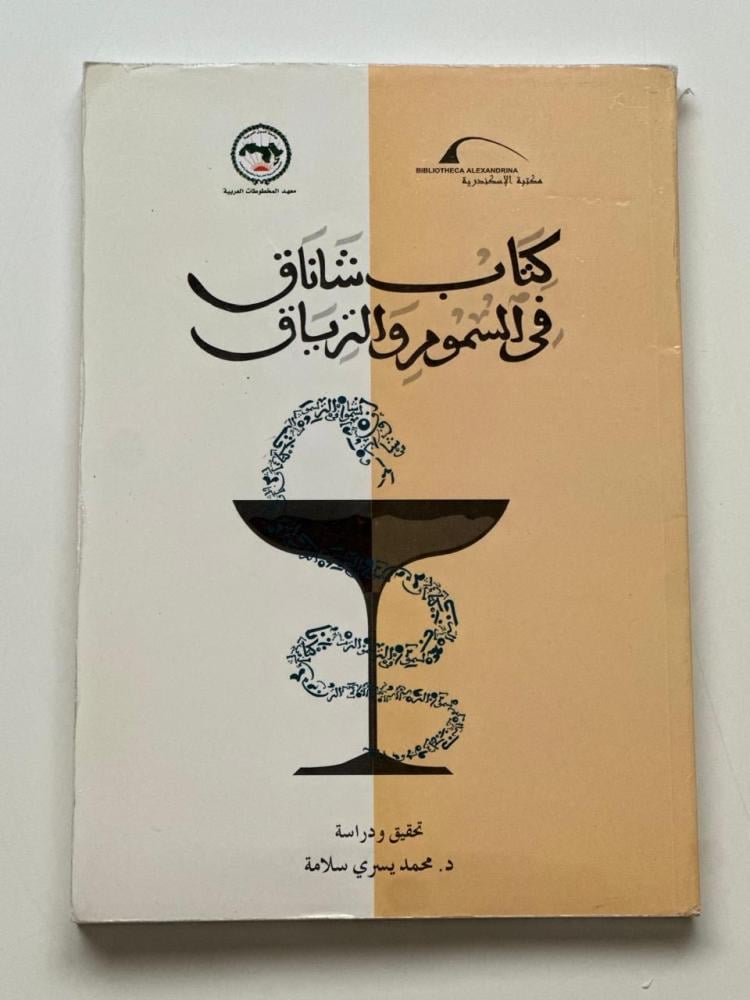 BIBLIOTHECA ALEXANDRINA
مكتبة الإسكندرية
معهد المخطوطات العربية
كتاب شاناق
في السموم والترياق
تحقيق ودراسة
د. محمد يسري سلامة